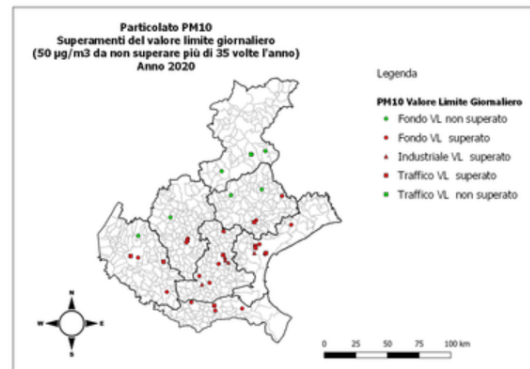 Particolato PM10
Superamenti del valore limite giornaliero
(50 µg/m3 da non superare più di 35 volte l'anno)
Anno 2020
Legenda
PM10 Valore Limite Giornaliero
Fondo VL non superato
Fondo VL superato
Industriale VL superato
Traffico VL superato
Traffico VL non superato
N
W E
S
0 25 50 75 100 km